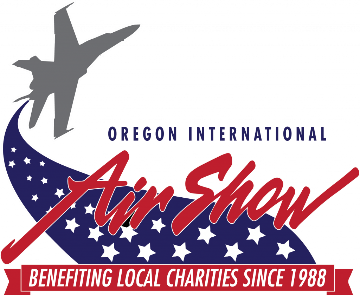 OREGON INTERNATIONAL
Air Show
BENEFITING LOCAL CHARITIES SINCE 1988